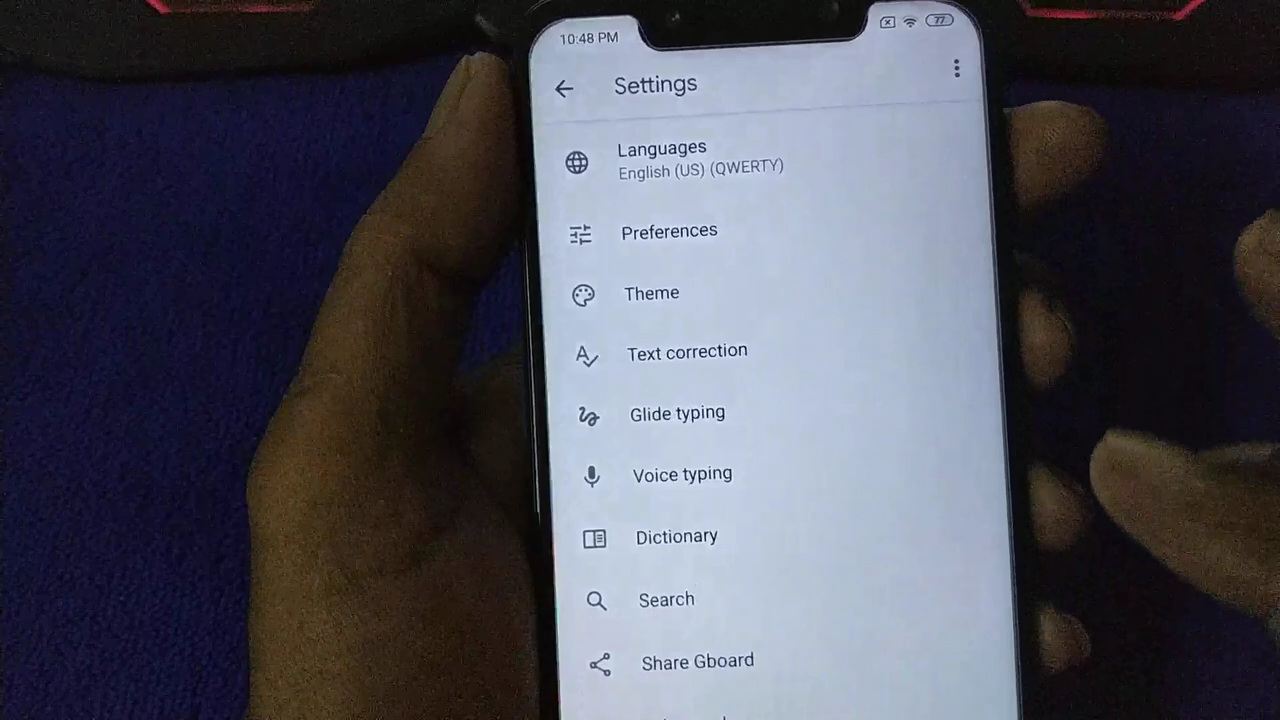 10:48 PM
77
Settings
Languages
English (US) (QWERTY)
Preferences
Theme
Text correction
Glide typing
Voice typing
Dictionary
Search
Share Gboard